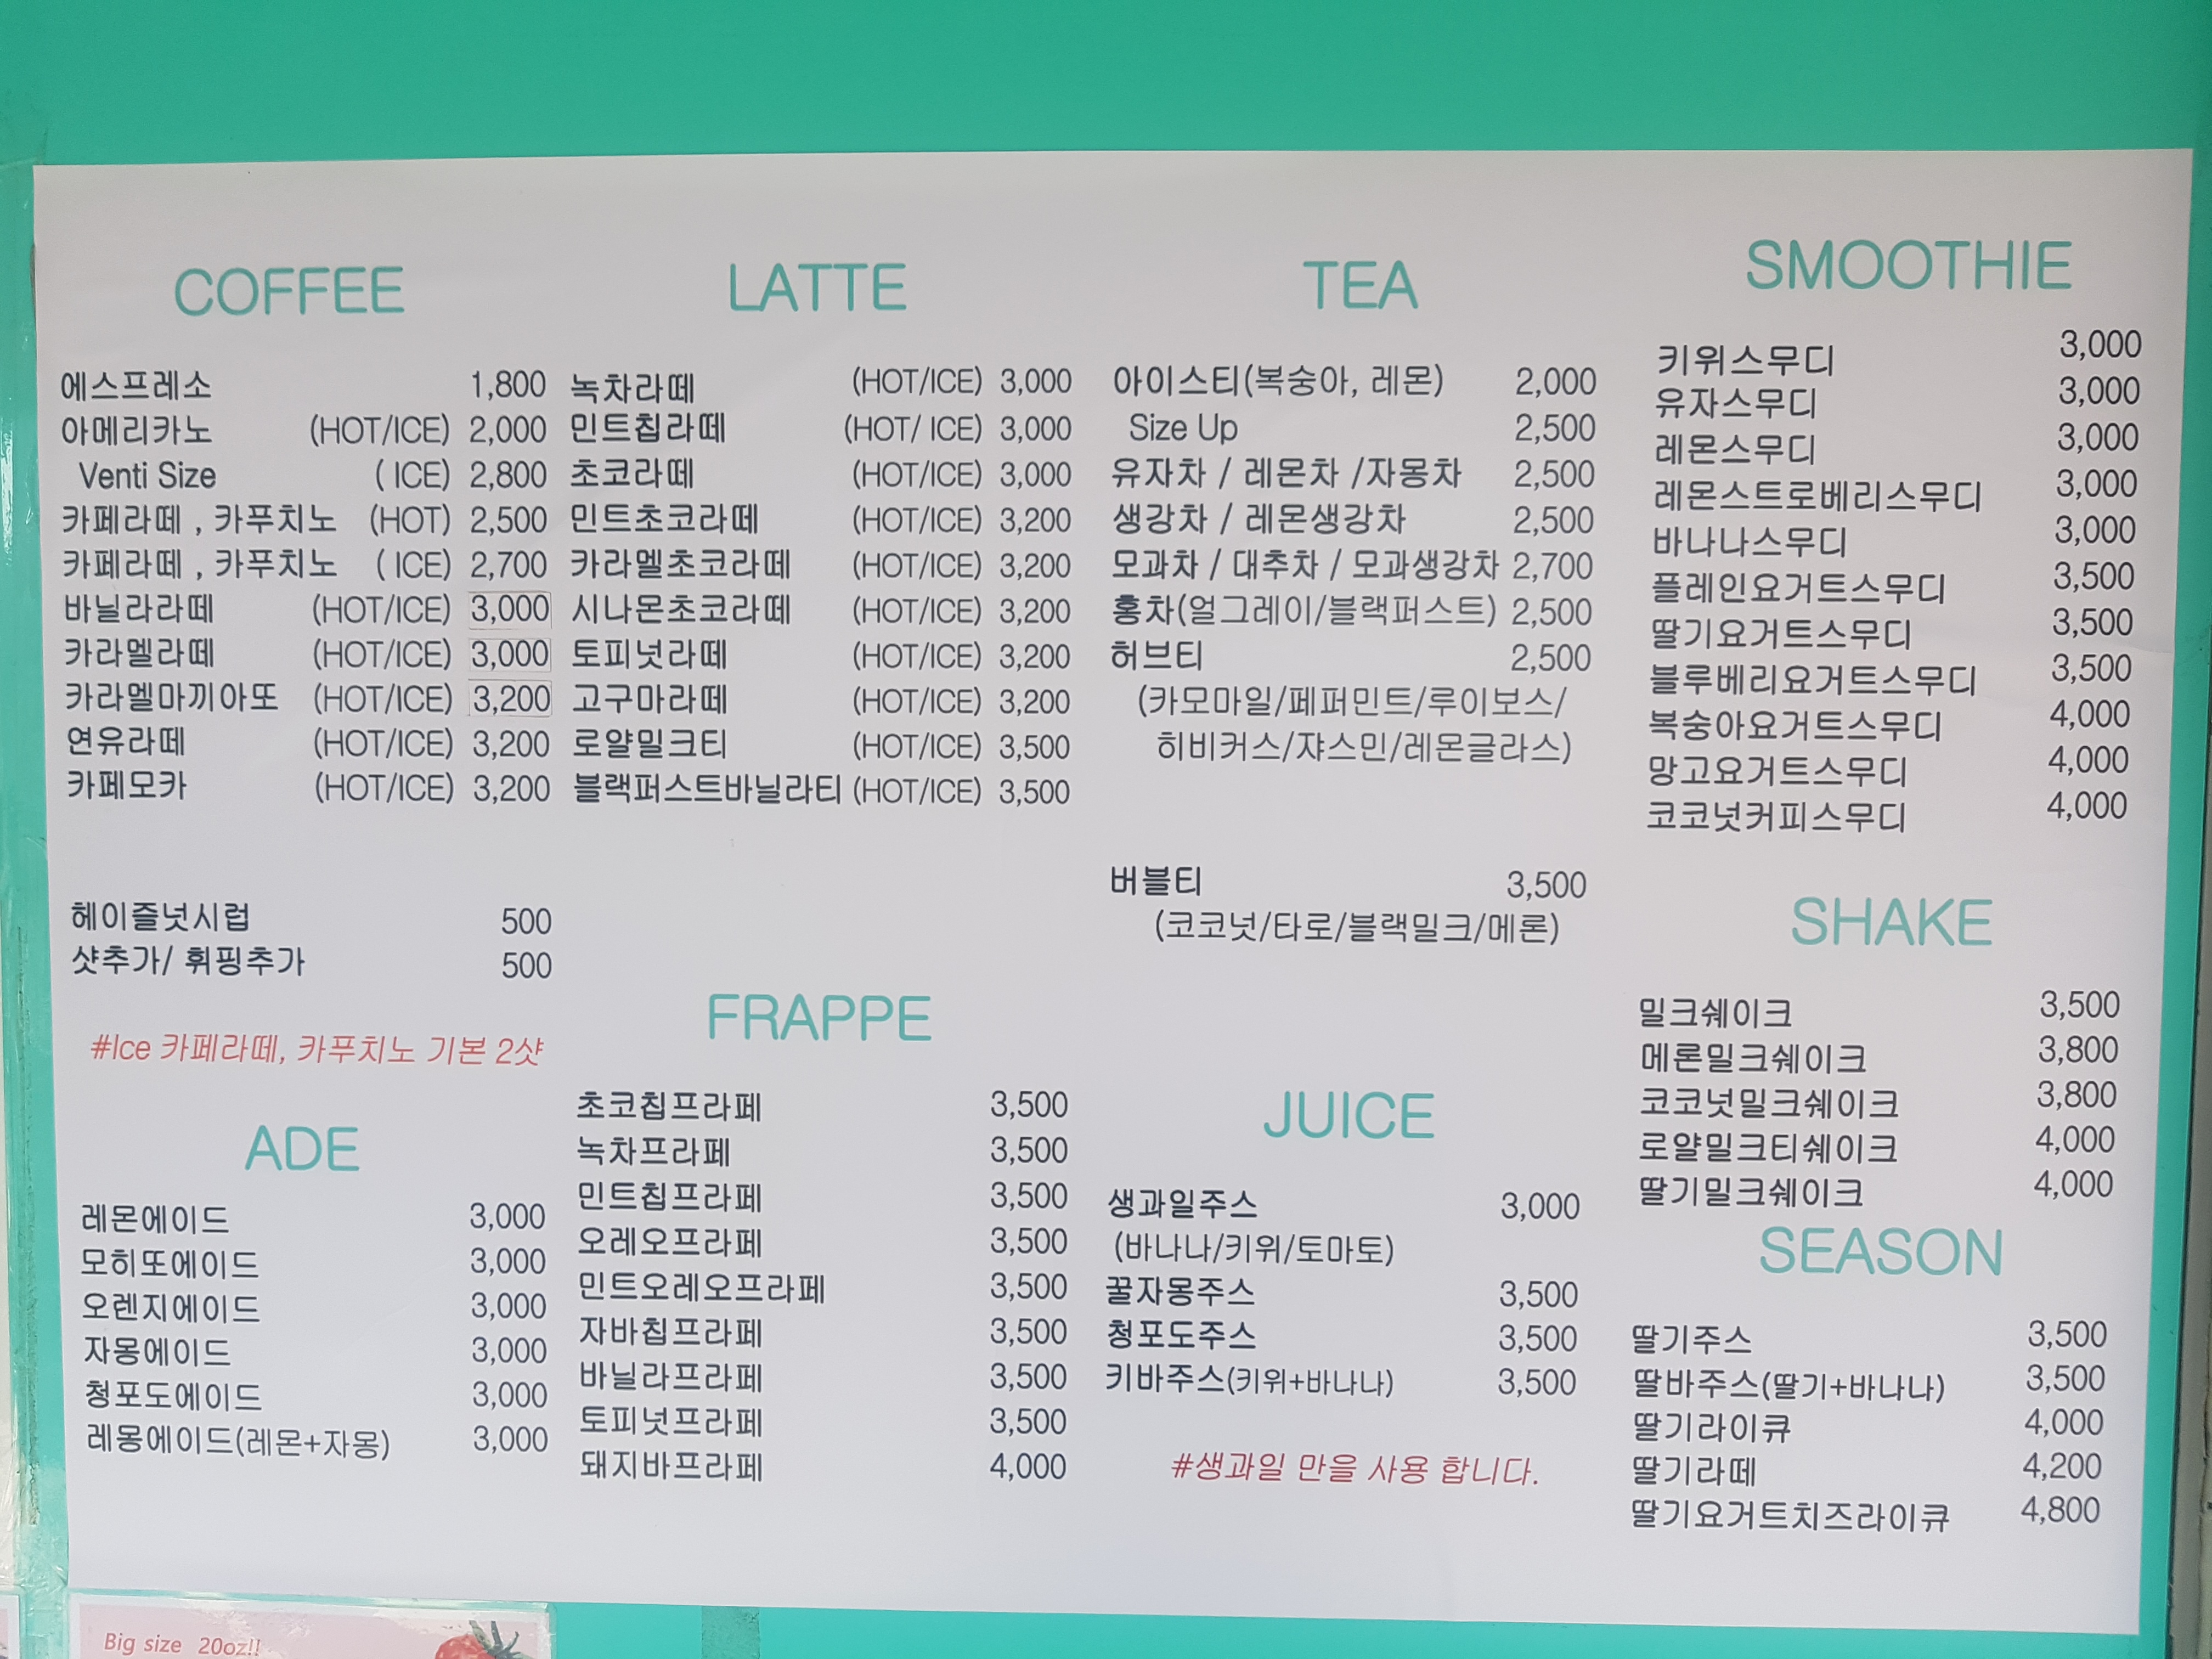 COFFEE
에스프레소 1,800
아메리카노 (HOT/ICE) 2,000
Venti Size ( ICE) 2,800
카페라떼 , 카푸치노 (HOT) 2,500
카페라떼 , 카푸치노 ( ICE) 2,700
바닐라라떼 (HOT/ICE) 3,000
카라멜라떼 (HOT/ICE) 3,000
카라멜마끼아또 (HOT/ICE) 3,200
연유라떼 (HOT/ICE) 3,200
카페모카 (HOT/ICE) 3,200
헤이즐넛시럽 500
샷추가/ 휘핑추가 500
#Ice 카페라떼, 카푸치노 기본 2샷
ADE
레몬에이드 3,000
모히또에이드 3,000
오렌지에이드 3,000
자몽에이드 3,000
청포도에이드 3,000
레몽에이드(레몬+자몽) 3,000
LATTE
녹차라떼 (HOT/ICE) 3,000
민트칩라떼 (HOT/ ICE) 3,000
초코라떼 (HOT/ICE) 3,000
민트초코라떼 (HOT/ICE) 3,200
카라멜초코라떼 (HOT/ICE) 3,200
시나몬초코라떼 (HOT/ICE) 3,200
토피넛라떼 (HOT/ICE) 3,200
고구마라떼 (HOT/ICE) 3,200
로얄밀크티 (HOT/ICE) 3,500
블랙퍼스트바닐라티 (HOT/ICE) 3,500
FRAPPE
초코칩프라페 3,500
녹차프라페 3,500
민트칩프라페 3,500
오레오프라페 3,500
민트오레오프라페 3,500
자바칩프라페 3,500
바닐라프라페 3,500
토피넛프라페 3,500
돼지바프라페 4,000
TEA
아이스티(복숭아, 레몬) 2,000
Size Up 2,500
유자차 / 레몬차 /자몽차 2,500
생강차 / 레몬생강차 2,500
모과차 / 대추차 / 모과생강차 2,700
홍차(얼그레이/블랙퍼스트) 2,500
허브티 2,500
(카모마일/페퍼민트/루이보스/
히비커스/쟈스민/레몬글라스)
버블티 3,500
(코코넛/타로/블랙밀크/메론)
JUICE
생과일주스 3,000
(바나나/키위/토마토)
꿀자몽주스 3,500
청포도주스 3,500
키바주스(키위+바나나) 3,500
#생과일 만을 사용 합니다.
SMOOTHIE
키위스무디 3,000
유자스무디 3,000
레몬스무디 3,000
레몬스트로베리스무디 3,000
바나나스무디 3,000
플레인요거트스무디 3,500
딸기요거트스무디 3,500
블루베리요거트스무디 3,500
복숭아요거트스무디 4,000
망고요거트스무디 4,000
코코넛커피스무디 4,000
SHAKE
밀크쉐이크 3,500
메론밀크쉐이크 3,800
코코넛밀크쉐이크 3,800
로얄밀크티쉐이크 4,000
딸기밀크쉐이크 4,000
SEASON
딸기주스 3,500
딸바주스(딸기+바나나) 3,500
딸기라이큐 4,000
딸기라떼 4,200
딸기요거트치즈라이큐 4,800
Big size 20oz!!